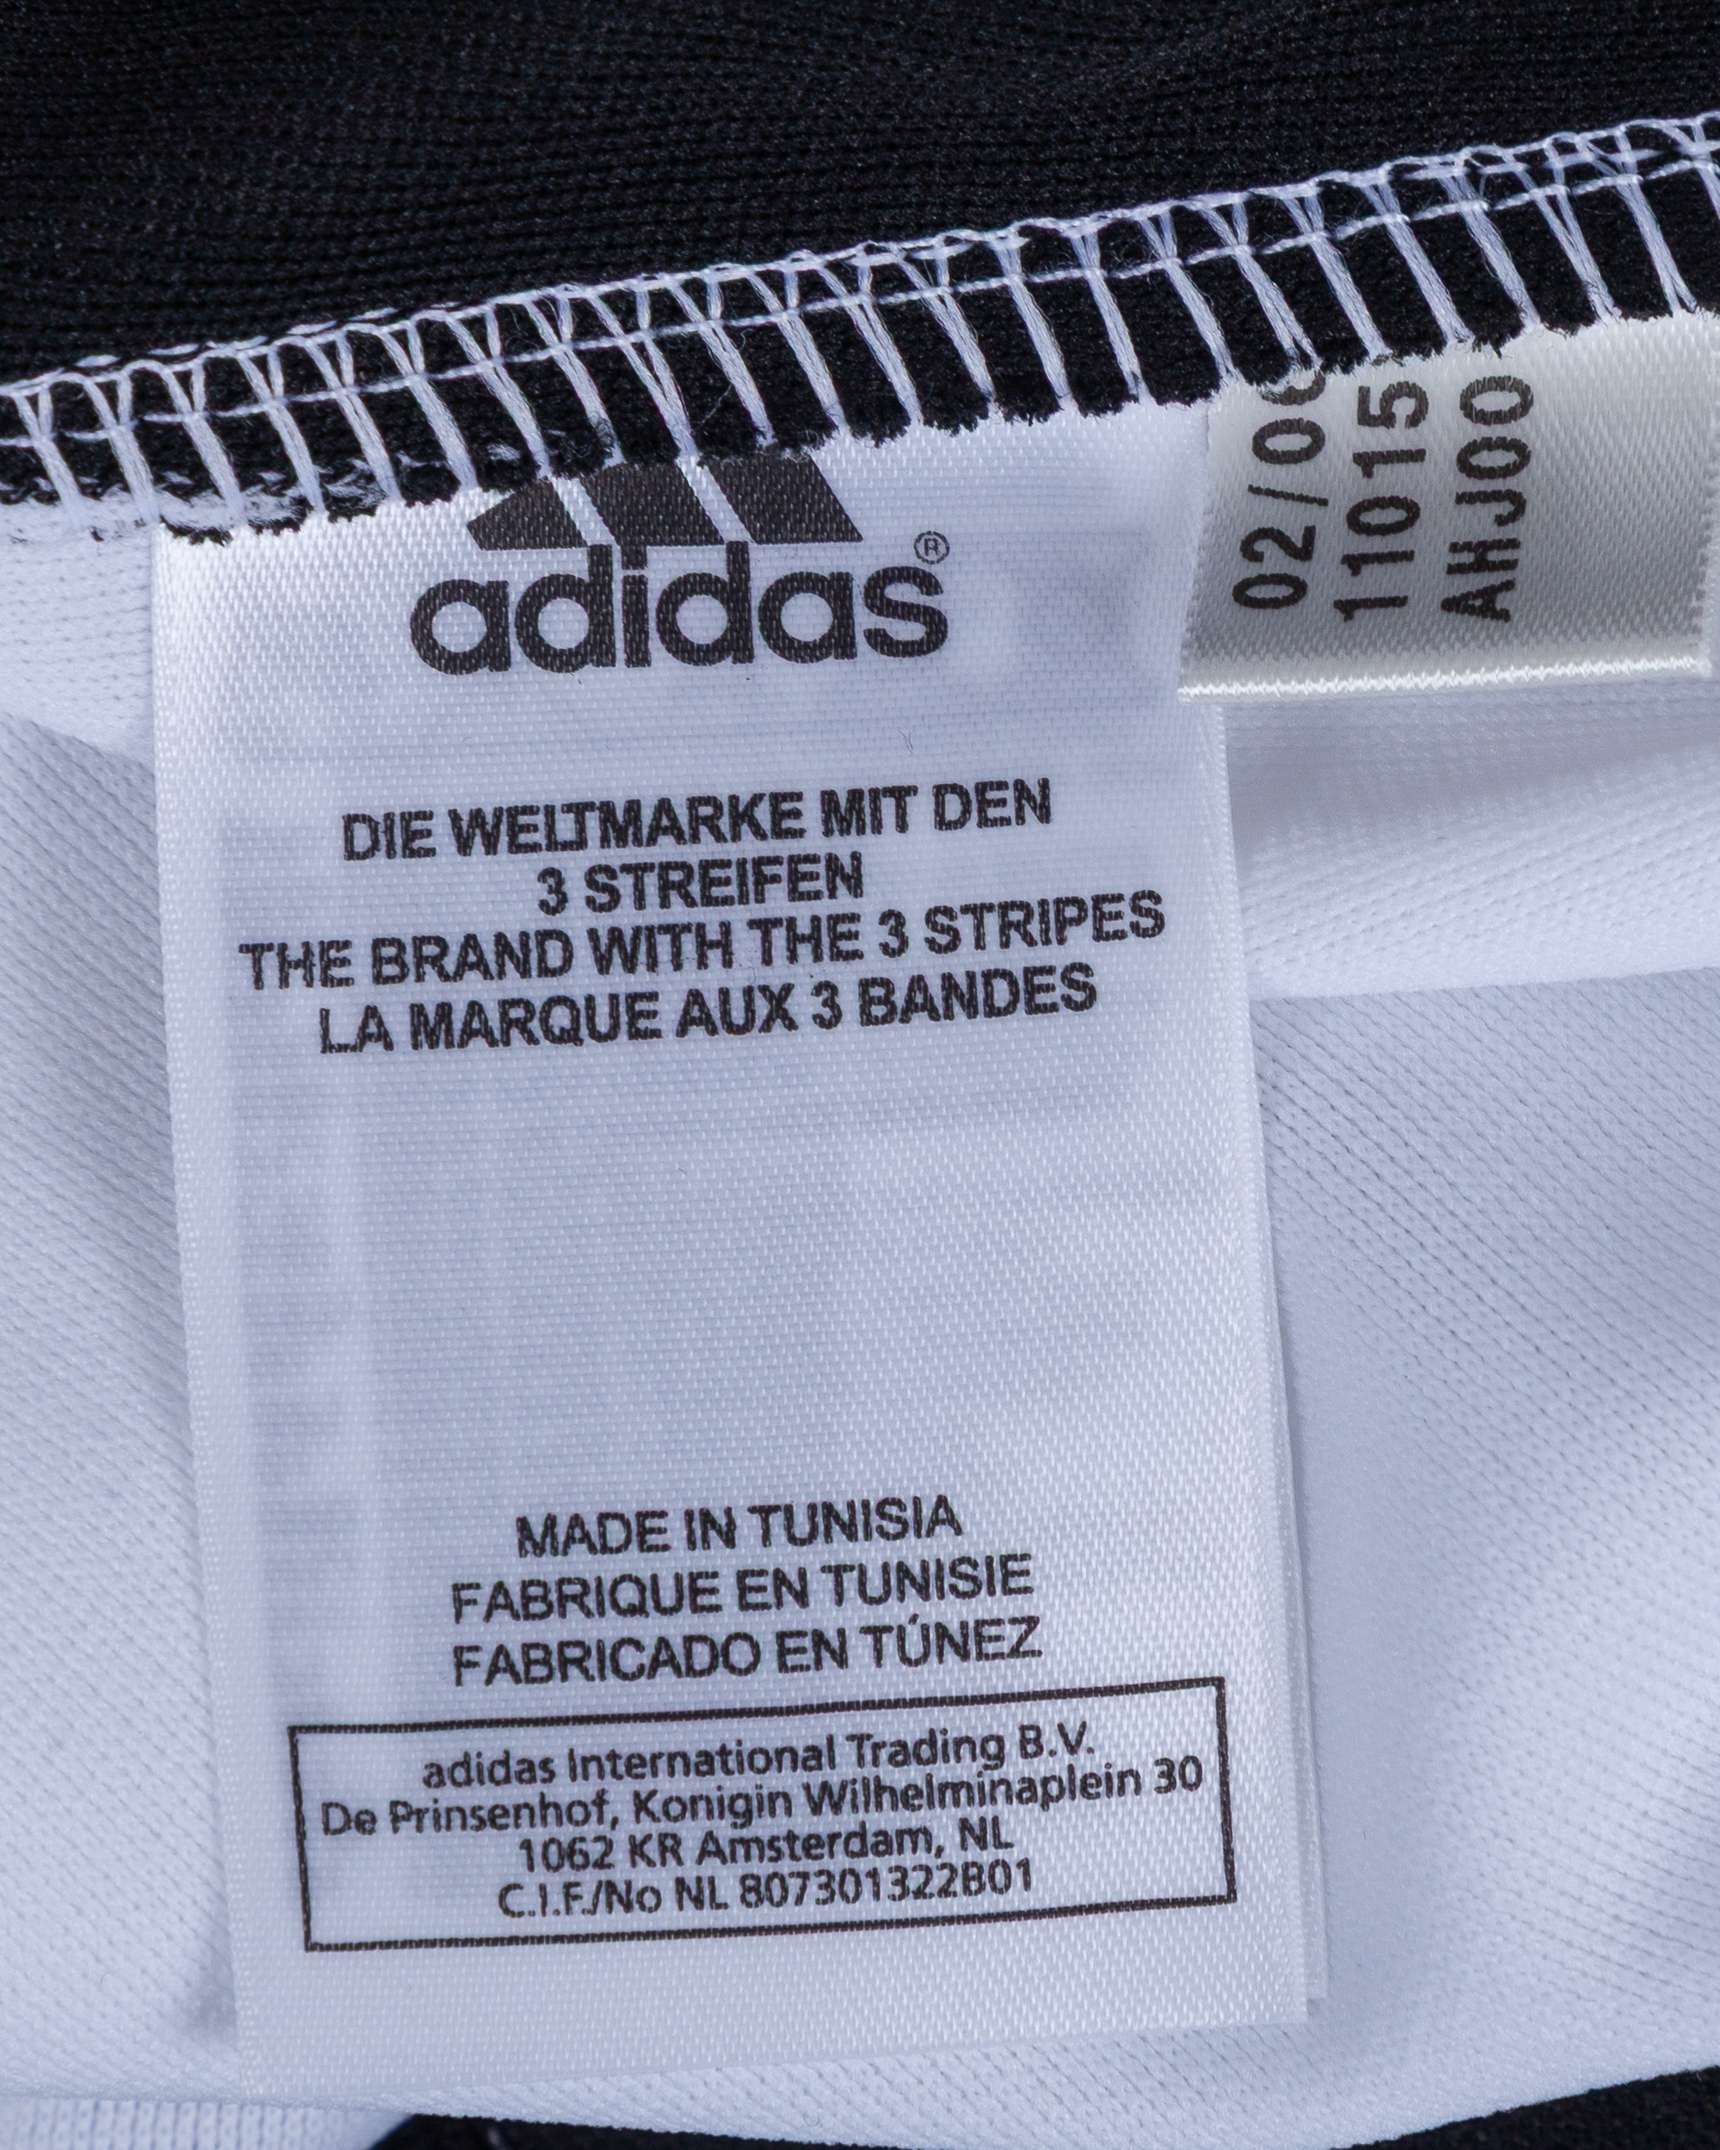 adidas®
DIE WELTMARKE MIT DEN
3 STREIFEN
THE BRAND WITH THE 3 STRIPES
LA MARQUE AUX 3 BANDES
MADE IN TUNISIA
FABRIQUE EN TUNISIE
FABRICADO EN TÚNEZ
adidas International Trading B.V.
De Prinsenhof, Konigin Wilhelminaplein 30
1062 KR Amsterdam, NL
C.I.F./No NL 807301322B01
11015
AHJ00